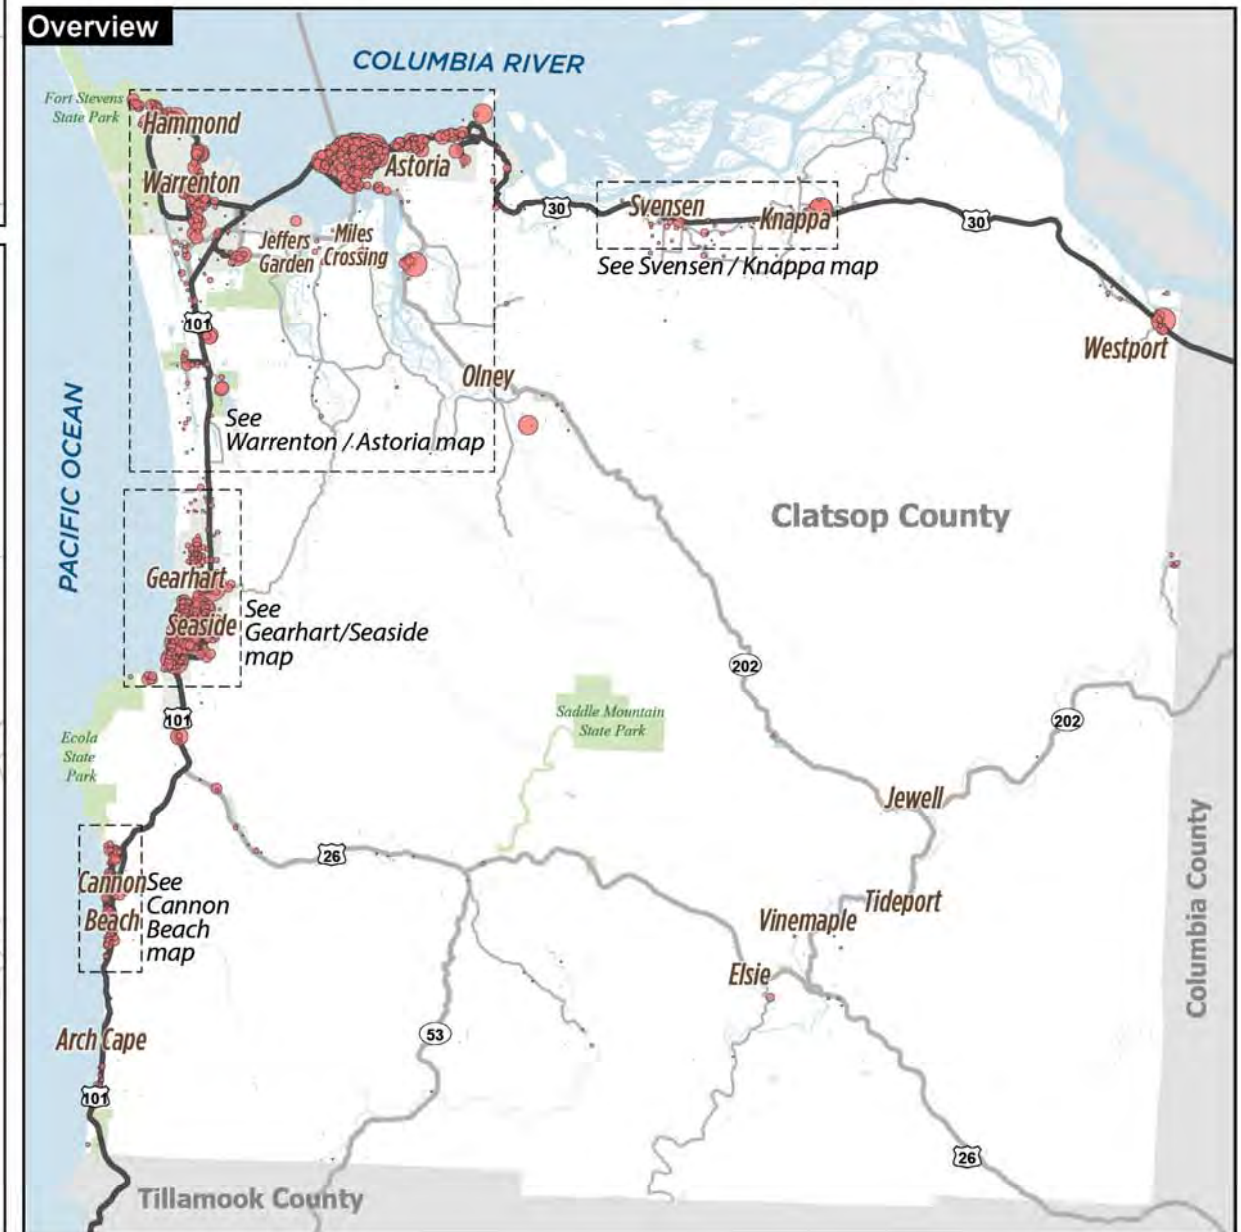 Overview
COLUMBIA RIVER
Fort Stevens
State Park
Hammond
Warrenton
Astoria
Jeffers
Garden
Miles
Crossing
30
Svensen
Knappa
30
See Svensen / Knappa map
101
Westport
Olney
See
Warrenton / Astoria map
PACIFIC OCEAN
Clatsop County
Gearhart
Seaside
See
Gearhart/Seaside
map
202
101
Saddle Mountain
State Park
202
Ecola
State
Park
Jewell
26
Cannon
Beach
See
Cannon
Beach
map
Tideport
Vinemaple
Elsie
Columbia County
Arch Cape
53
101
26
Tillamook County